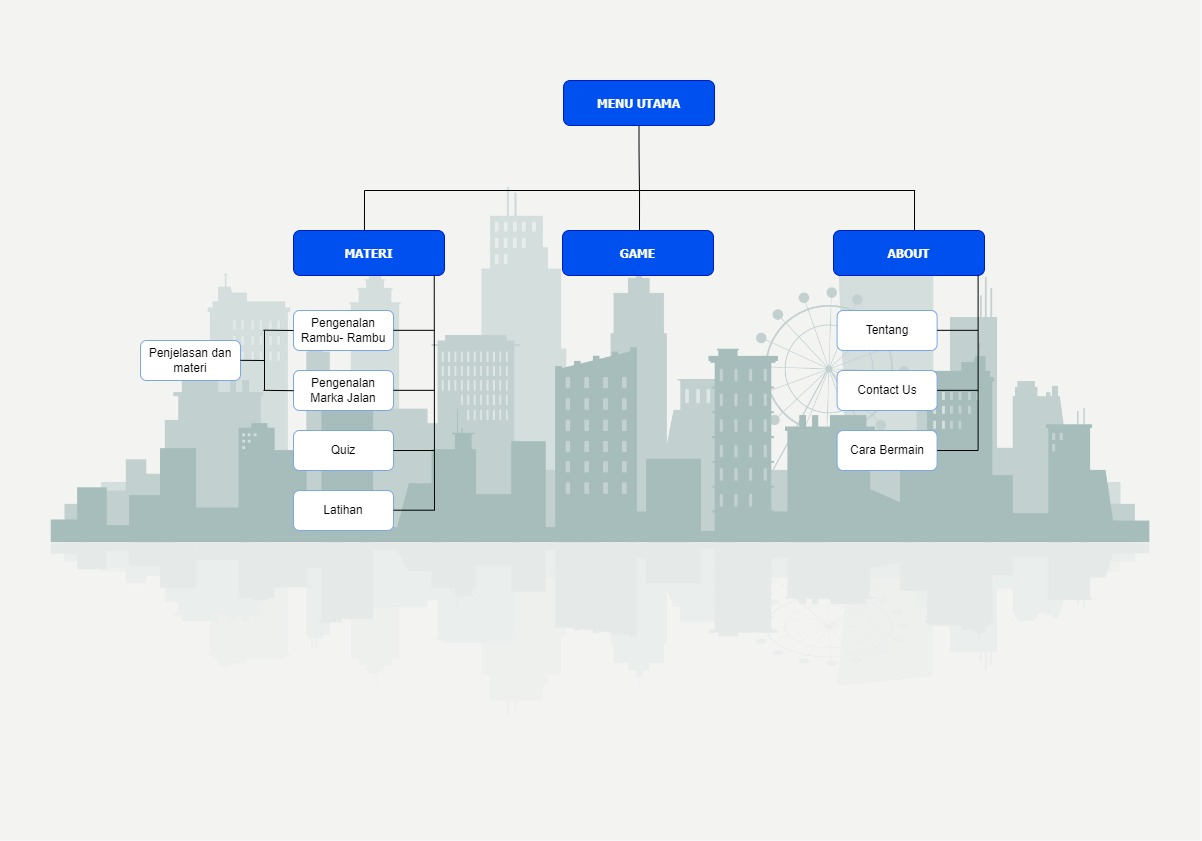 MENU UTAMA
MATERI
GAME
ABOUT
Pengenalan
Rambu- Rambu
Penjelasan dan
materi
Pengenalan
Marka Jalan
Quiz
Latihan
Tentang
Contact Us
Cara Bermain